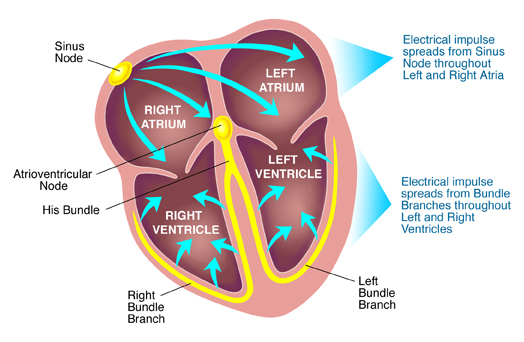 Sinus
Node
LEFT
ATRIUM
RIGHT
ATRIUM
Electrical impulse
spreads from Sinus
Node throughout
Left and Right Atria
Atrioventricular
Node
His Bundle
LEFT
VENTRICLE
RIGHT
VENTRICLE
Electrical impulse
spreads from Bundle
Branches throughout
Left and Right
Ventricles
Right
Bundle
Branch
Left
Bundle
Branch